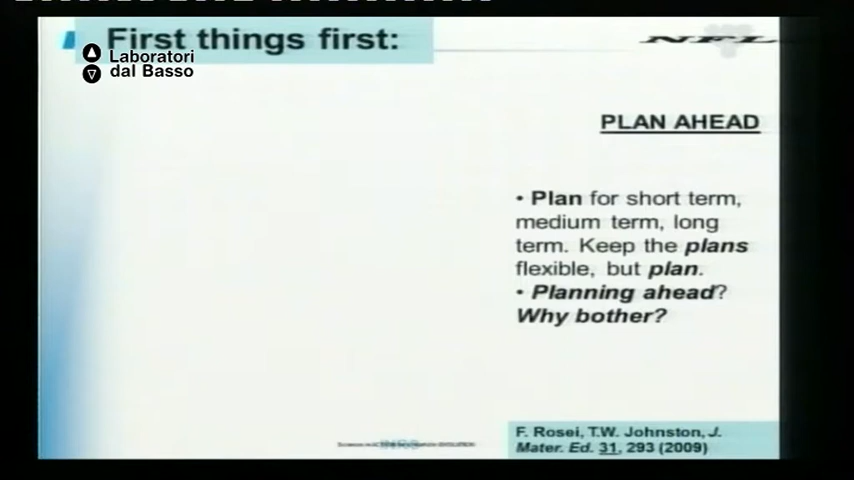 First things first:
NFL
Laboratori
dal Basso
PLAN AHEAD
• Plan for short term,
medium term, long
term. Keep the plans
flexible, but plan.
• Planning ahead?
Why bother?
F. Rosei, T.W. Johnston, J.
Mater. Ed. 31, 293 (2009)